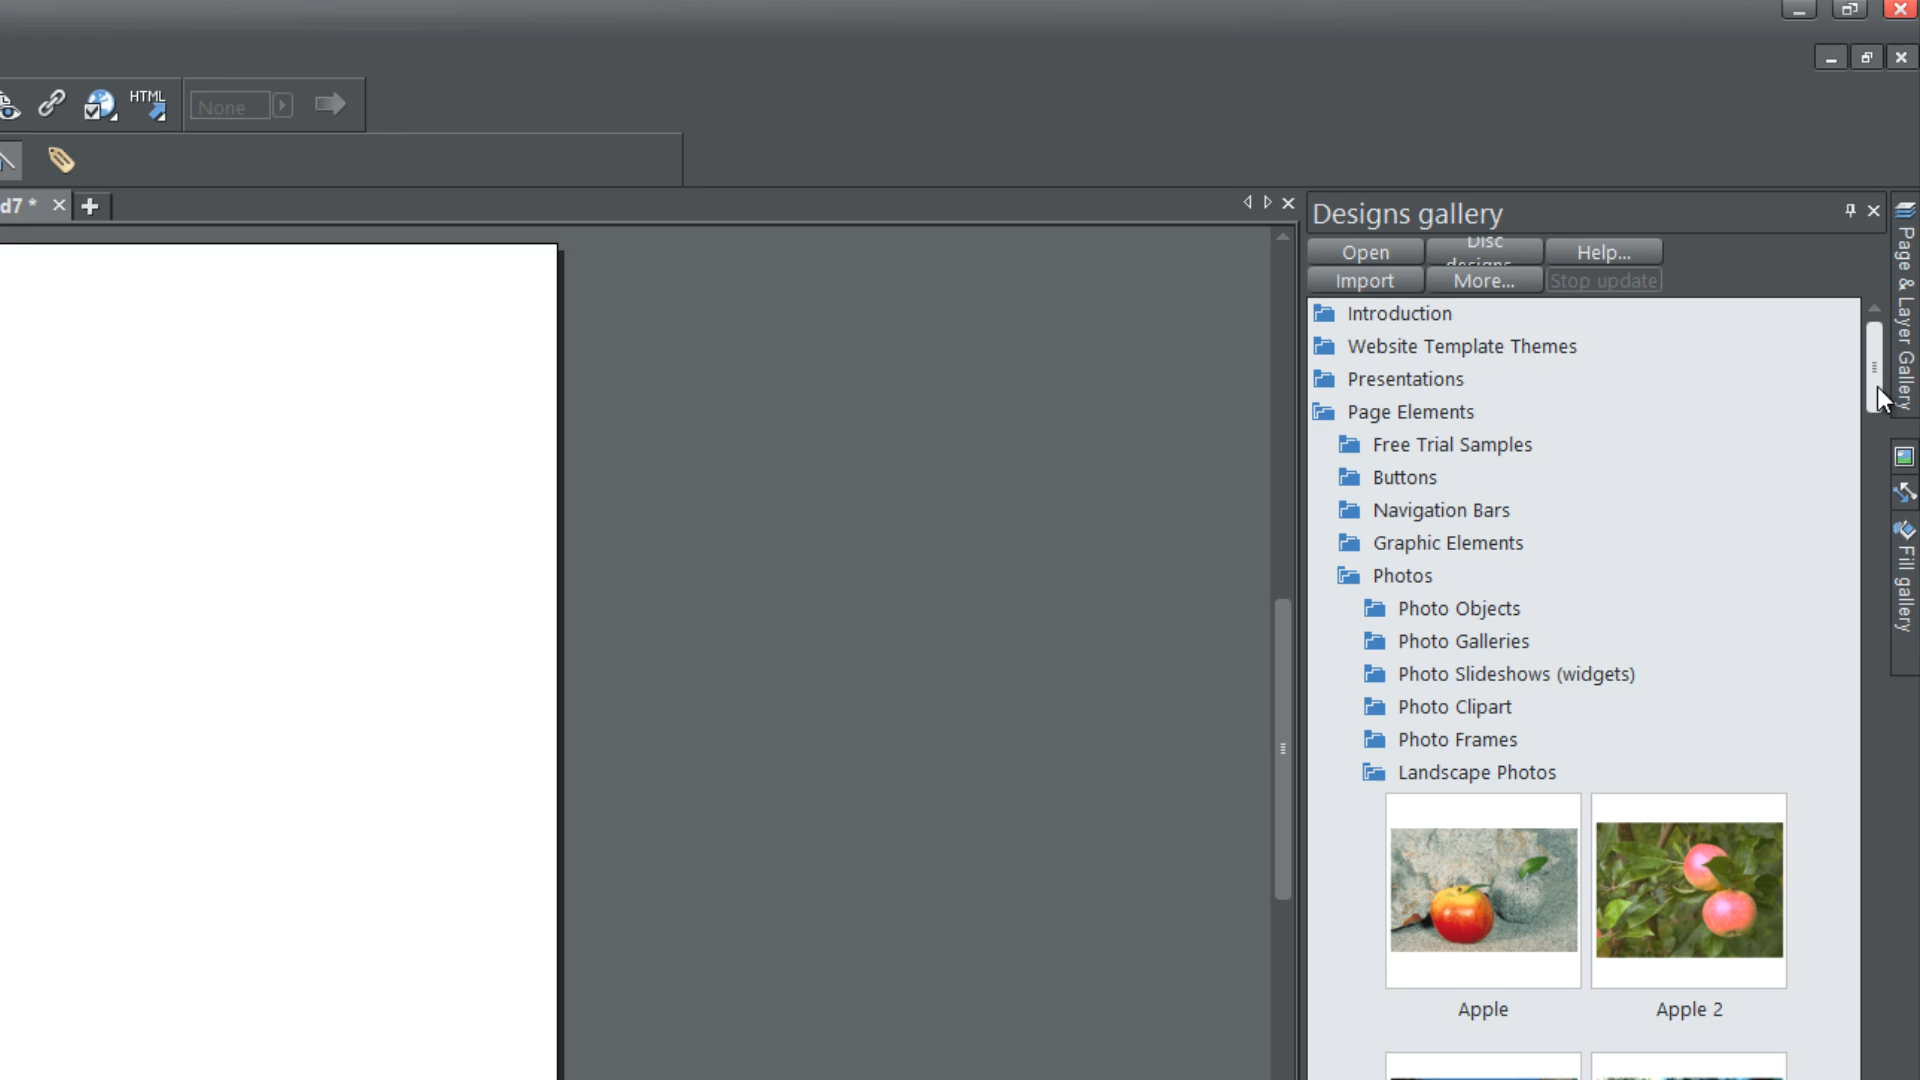 HTML
None
d7 *
Designs gallery
Open
Disc designs
Help...
Import
More...
Stop update
Introduction
Website Template Themes
Presentations
Page Elements
Free Trial Samples
Buttons
Navigation Bars
Graphic Elements
Photos
Photo Objects
Photo Galleries
Photo Slideshows (widgets)
Photo Clipart
Photo Frames
Landscape Photos
Apple
Apple 2
Page & Layer Gallery
Fill gallery